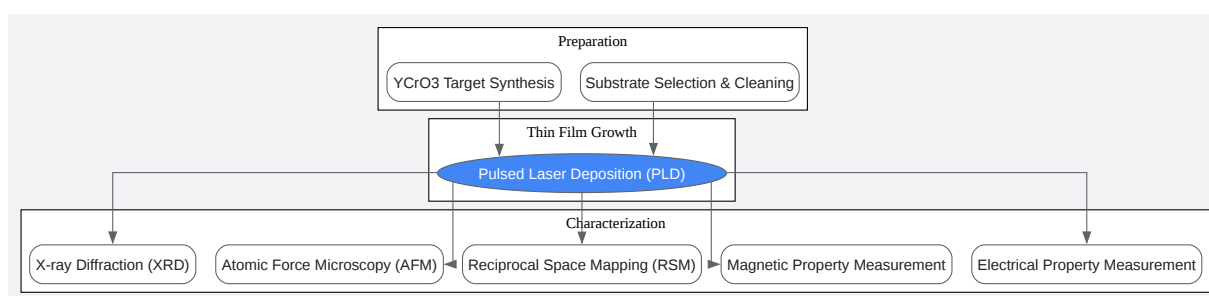 Preparation
YCrO3 Target Synthesis
Substrate Selection & Cleaning
Thin Film Growth
Pulsed Laser Deposition (PLD)
Characterization
X-ray Diffraction (XRD)
Atomic Force Microscopy (AFM)
Reciprocal Space Mapping (RSM)
Magnetic Property Measurement
Electrical Property Measurement